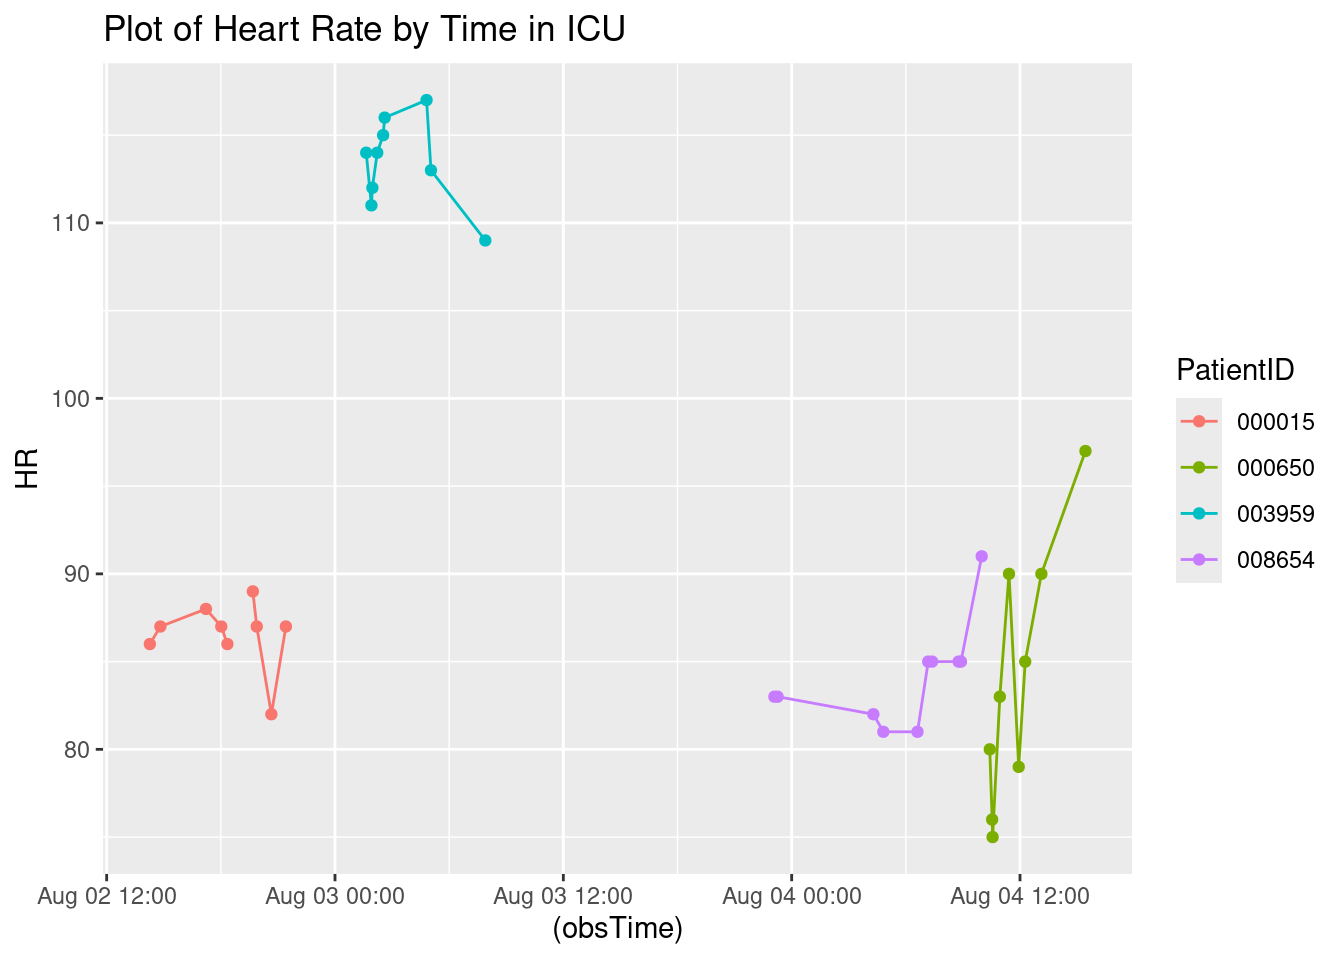 Plot of Heart Rate by Time in ICU
110
100
90
80
HR
Aug 02 12:00
Aug 03 00:00
Aug 03 12:00
Aug 04 00:00
Aug 04 12:00
(obsTime)
PatientID
000015
000650
003959
008654